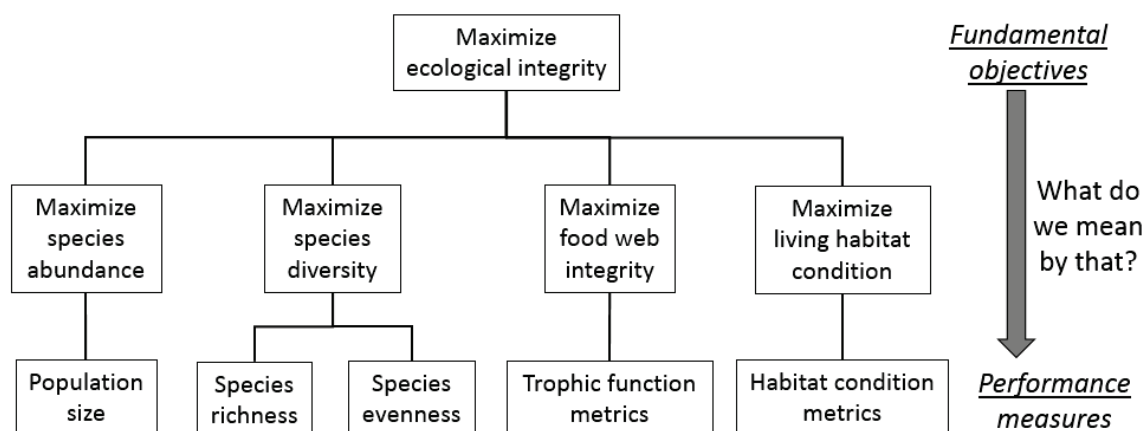 Maximize
ecological integrity
Fundamental
objectives
Maximize
species
abundance
Maximize
species
diversity
Maximize
food web
integrity
Maximize
living habitat
condition
What do
we mean
by that?
Population
size
Species
richness
Species
evenness
Trophic function
metrics
Habitat condition
metrics
Performance
measures